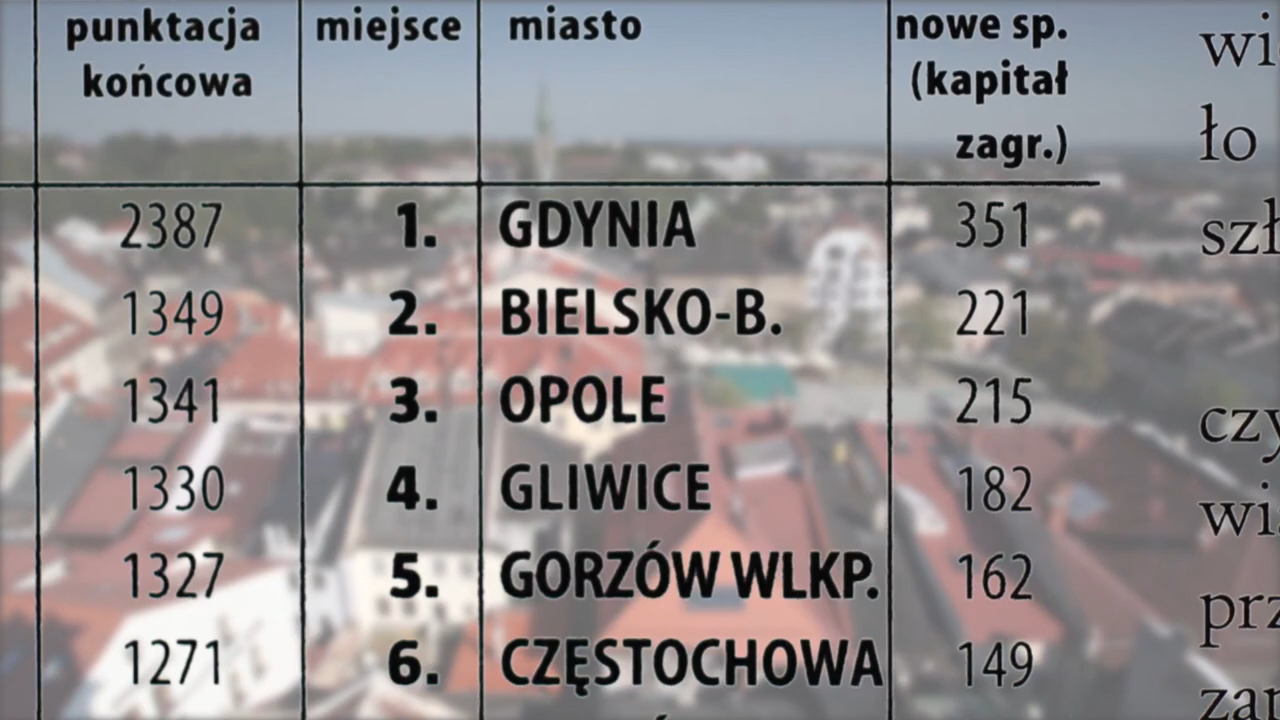 punktacja miejsce miasto nowe sp.
końcowa (kapitał
zagr.)
2387 1. GDYNIA 351
1349 2. BIELSKO-B. 221
1341 3. OPOLE 215
1330 4. GLIWICE 182
1327 5. GORZÓW WLKP. 162
1271 6. CZĘSTOCHOWA 149
ło